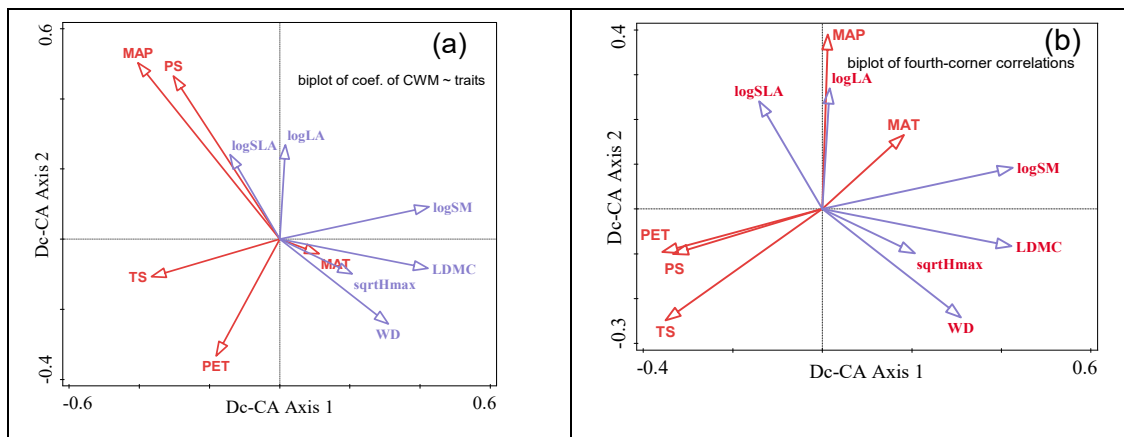 (a)
biplot of coef. of CWM ~ traits
0.6
MAP
PS
logSLA
logLA
logSM
Dc-CA Axis 2
MAT
LDMC
TS
sqrtHmax
WD
PET
-0.4
-0.6
Dc-CA Axis 1
0.6
(b)
biplot of fourth-corner correlations
0.4
MAP
logLA
logSLA
MAT
logSM
Dc-CA Axis 2
PET
PS
LDMC
sqrtHmax
TS
WD
-0.3
-0.4
Dc-CA Axis 1
0.6